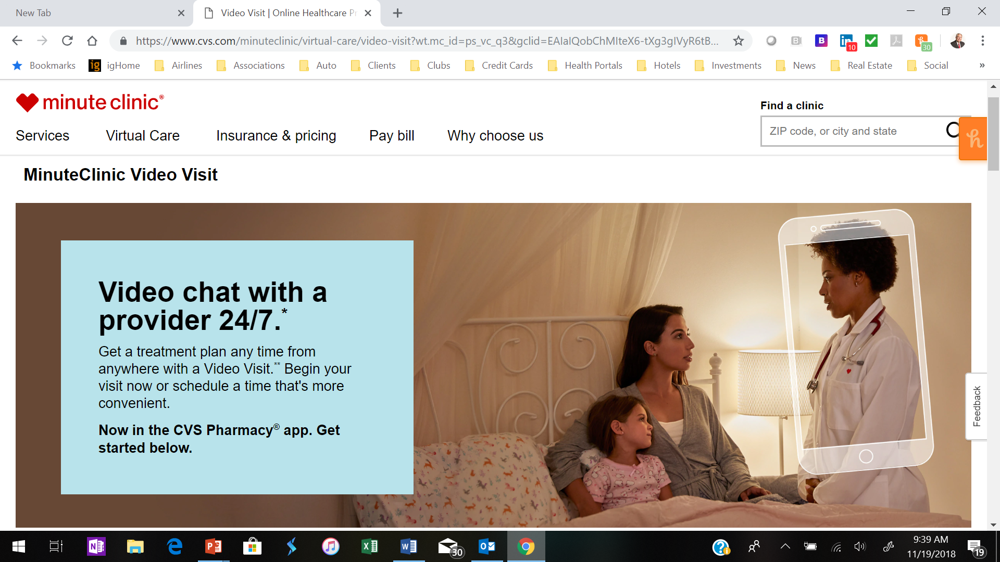 New Tab
Video Visit | Online Healthcare Pr
https://www.cvs.com/minuteclinic/virtual-care/video-visit?wt.mc_id=ps_vc_q3&gclid=EAIaIQobChMIteX6-tXg3gIVyR6tB...
B
B
in
10
30
Bookmarks
ig igHome
Airlines
Associations
Auto
Clients
Clubs
Credit Cards
Health Portals
Hotels
Investments
News
Real Estate
Social
»
minute clinic®
Find a clinic
ZIP code, or city and state
h
Services
Virtual Care
Insurance & pricing
Pay bill
Why choose us
MinuteClinic Video Visit
Video chat with a
provider 24/7.*
Get a treatment plan any time from
anywhere with a Video Visit.** Begin your
visit now or schedule a time that's more
convenient.
Now in the CVS Pharmacy® app. Get
started below.
Feedback
30
9:39 AM
11/19/2018
19